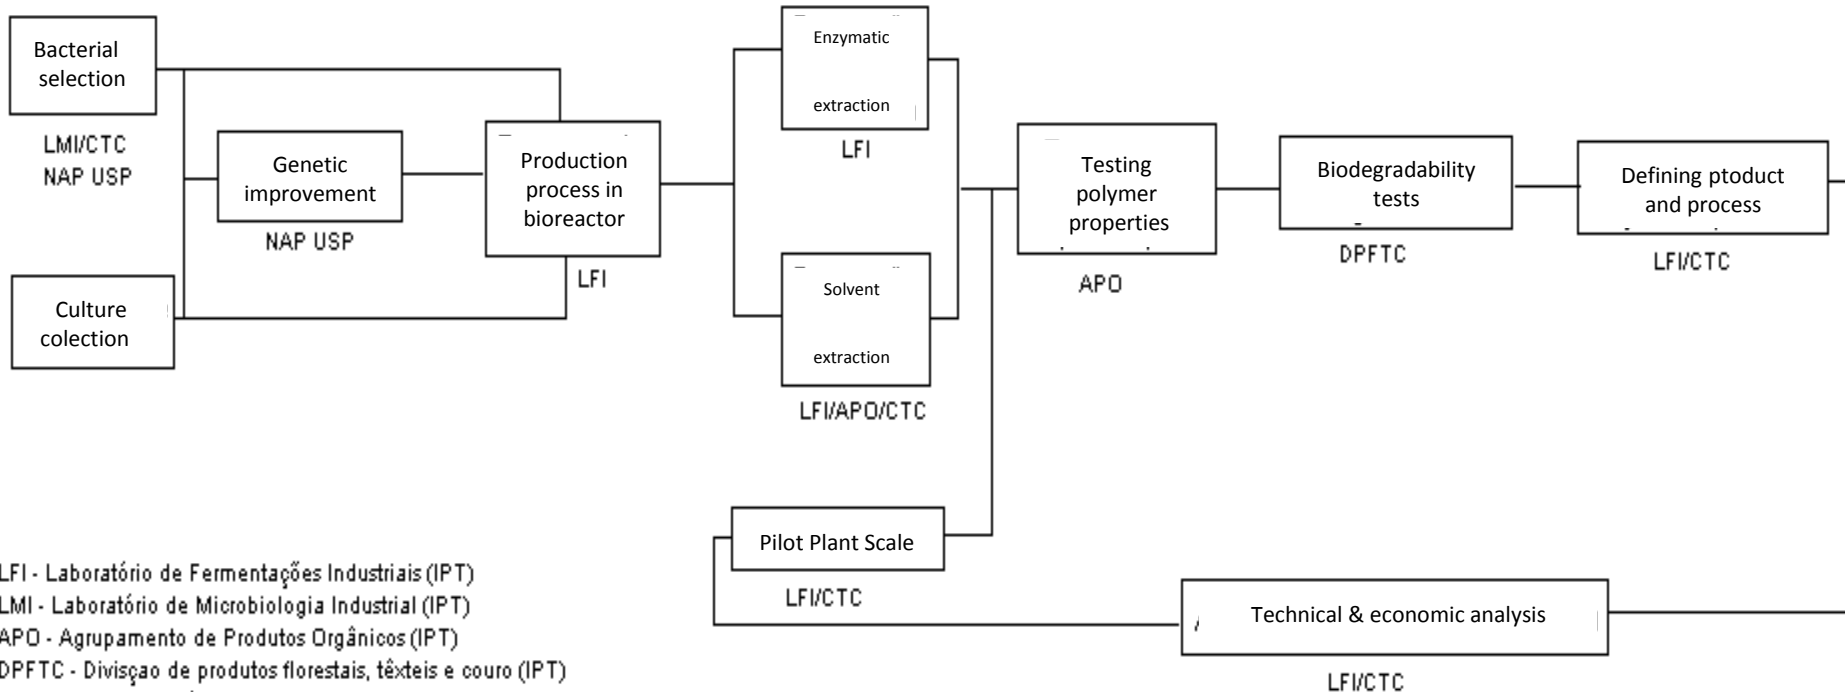 Bacterial
selection
LMI/CTC
NAP USP
Culture
colection
Genetic
improvement
NAP USP
Production
process in
bioreactor
LFI
Enzymatic
extraction
LFI
Solvent
extraction
LFI/APO/CTC
Testing
polymer
properties
APO
Biodegradability
tests
DPFTC
Defining ptoduct
and process
LFI/CTC
Pilot Plant Scale
LFI/CTC
Technical & economic analysis
LFI/CTC
LFI - Laboratório de Fermentações Industriais (IPT)
LMI - Laboratório de Microbiologia Industrial (IPT)
APO - Agrupamento de Produtos Orgânicos (IPT)
DPFTC - Divisçao de produtos florestais, têxteis e couro (IPT)